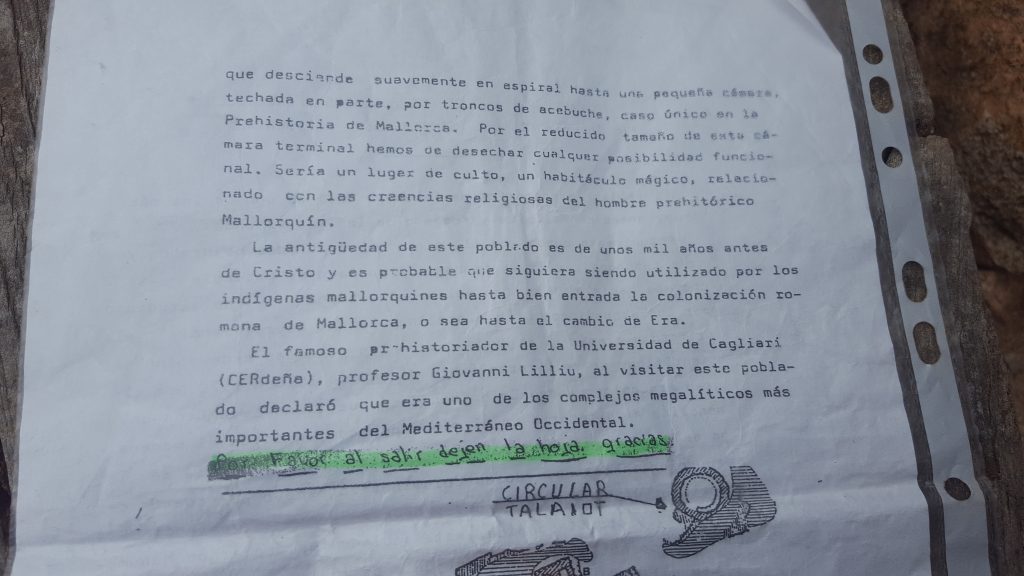 que desciende suavemente en espiral hasta una pequeña cámara,
techada en parte, por troncos de acebuche, caso único en la
Prehistoria de Mallorca. Por el reducido tamaño de esta cá-
mara terminal hemos de desechar cualquer posibilidad funcio-
nal. Sería un luger de culto, un habitáculo mágico, relacio-
nado con las creencias religiosas del hombre prehitórico
Mallorquín.
La antigüedad de este poblado es de unos mil años antes
de Cristo y es probable que siguiera siendo utilizado por los
indígenas mallorquines hasta bien entrada la colonización ro-
mana de Mallorca, o sea hasta el cambio de Era.
El famoso prehistoriador de la Universidad de Cagliari
(CERdeña), profesor Giovanni Lilliu, al visitar este pobla-
do declaró que era uno de los complejos megalíticos más
importantes del Mediterráneo Occidental.
Por Favor al salir dejen la hoja. gracias.
CIRCULAR
TALAIOT
B